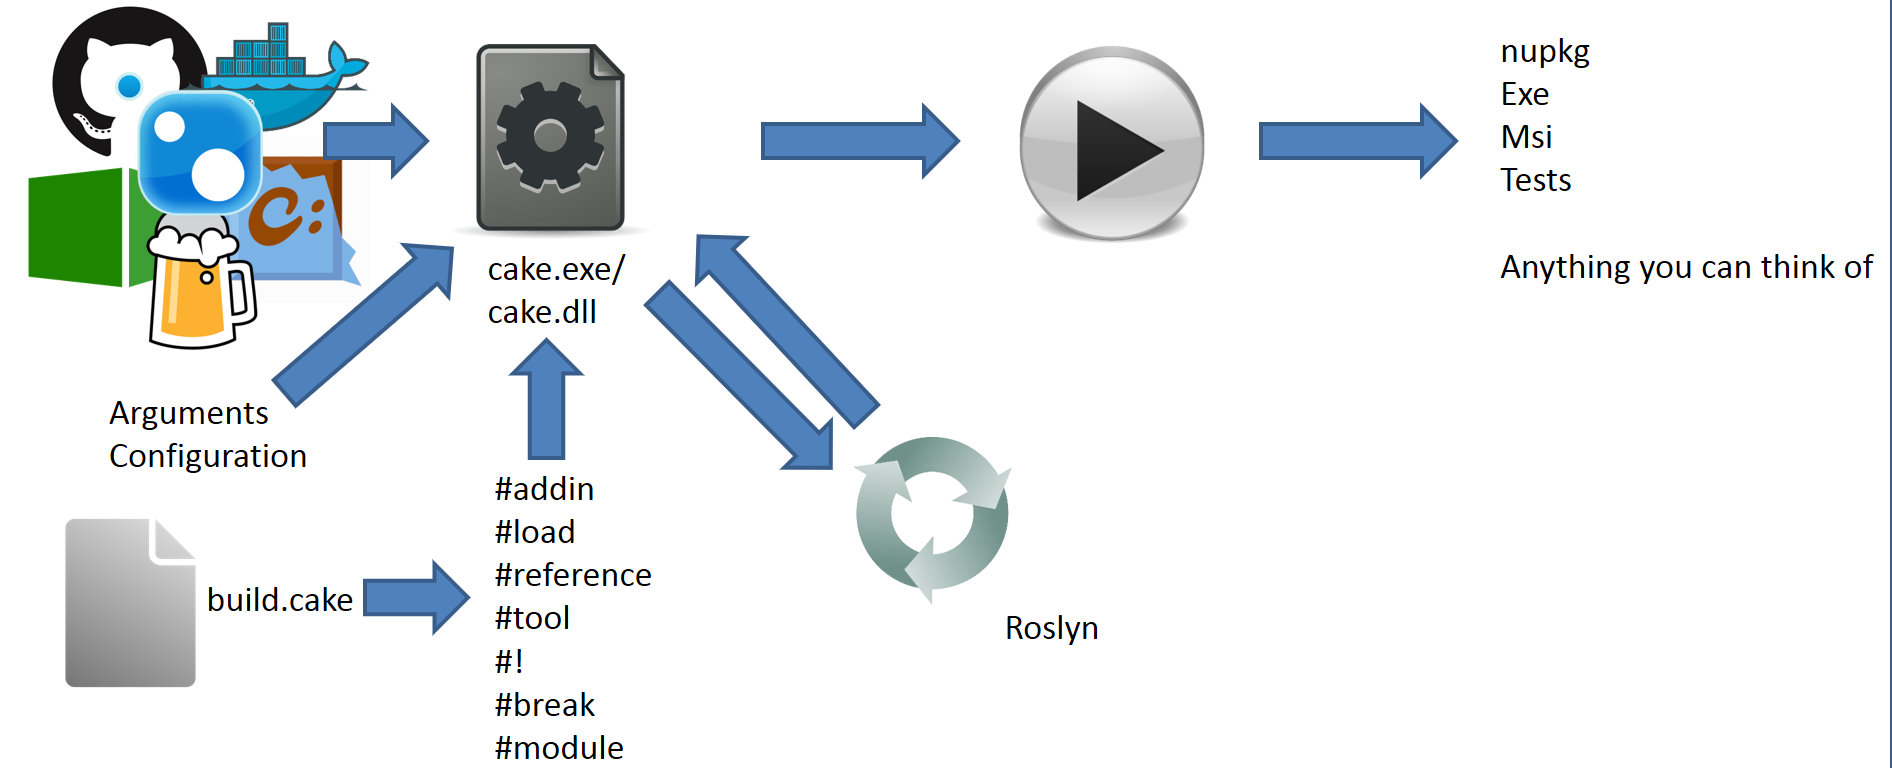 C:
cake.exe/
cake.dll
Arguments
Configuration
build.cake
#addin
#load
#reference
#tool
#!
#break
#module
Roslyn
nupkg
Exe
Msi
Tests
Anything you can think of